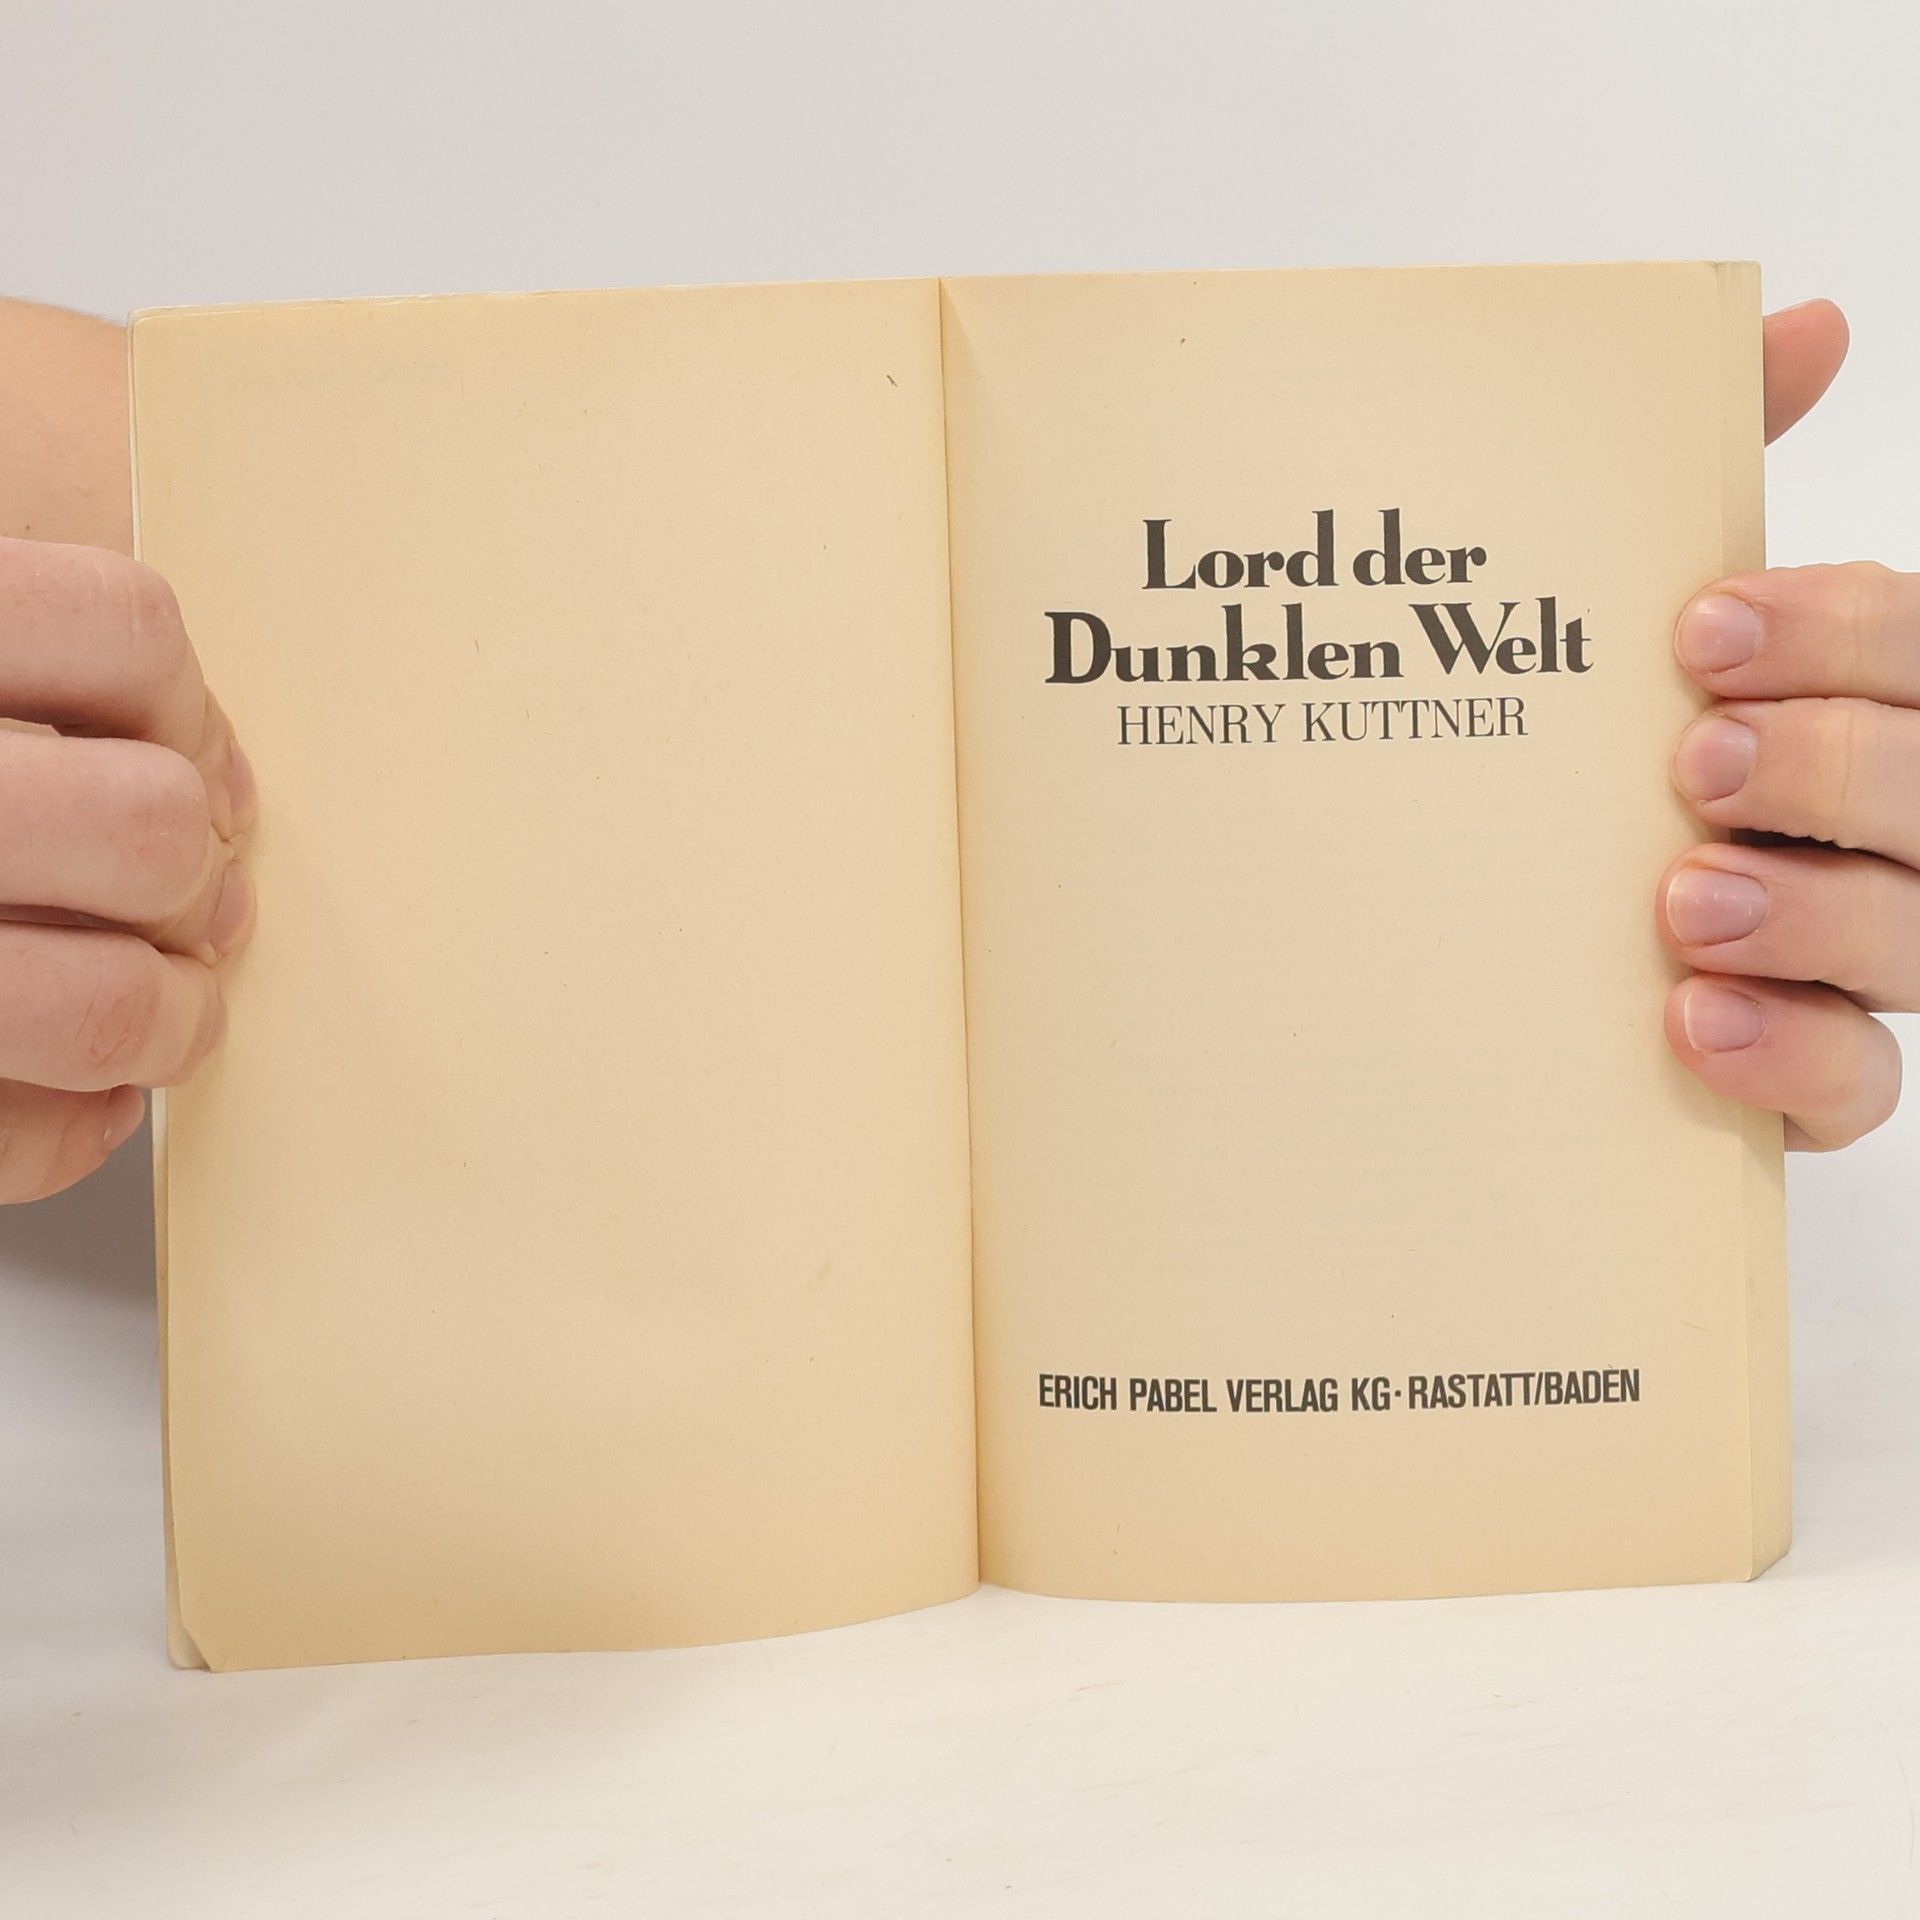 Lord der
Dunklen Welt
HENRY KUTTNER
ERICH PABEL VERLAG KG · RASTATT/BADEN